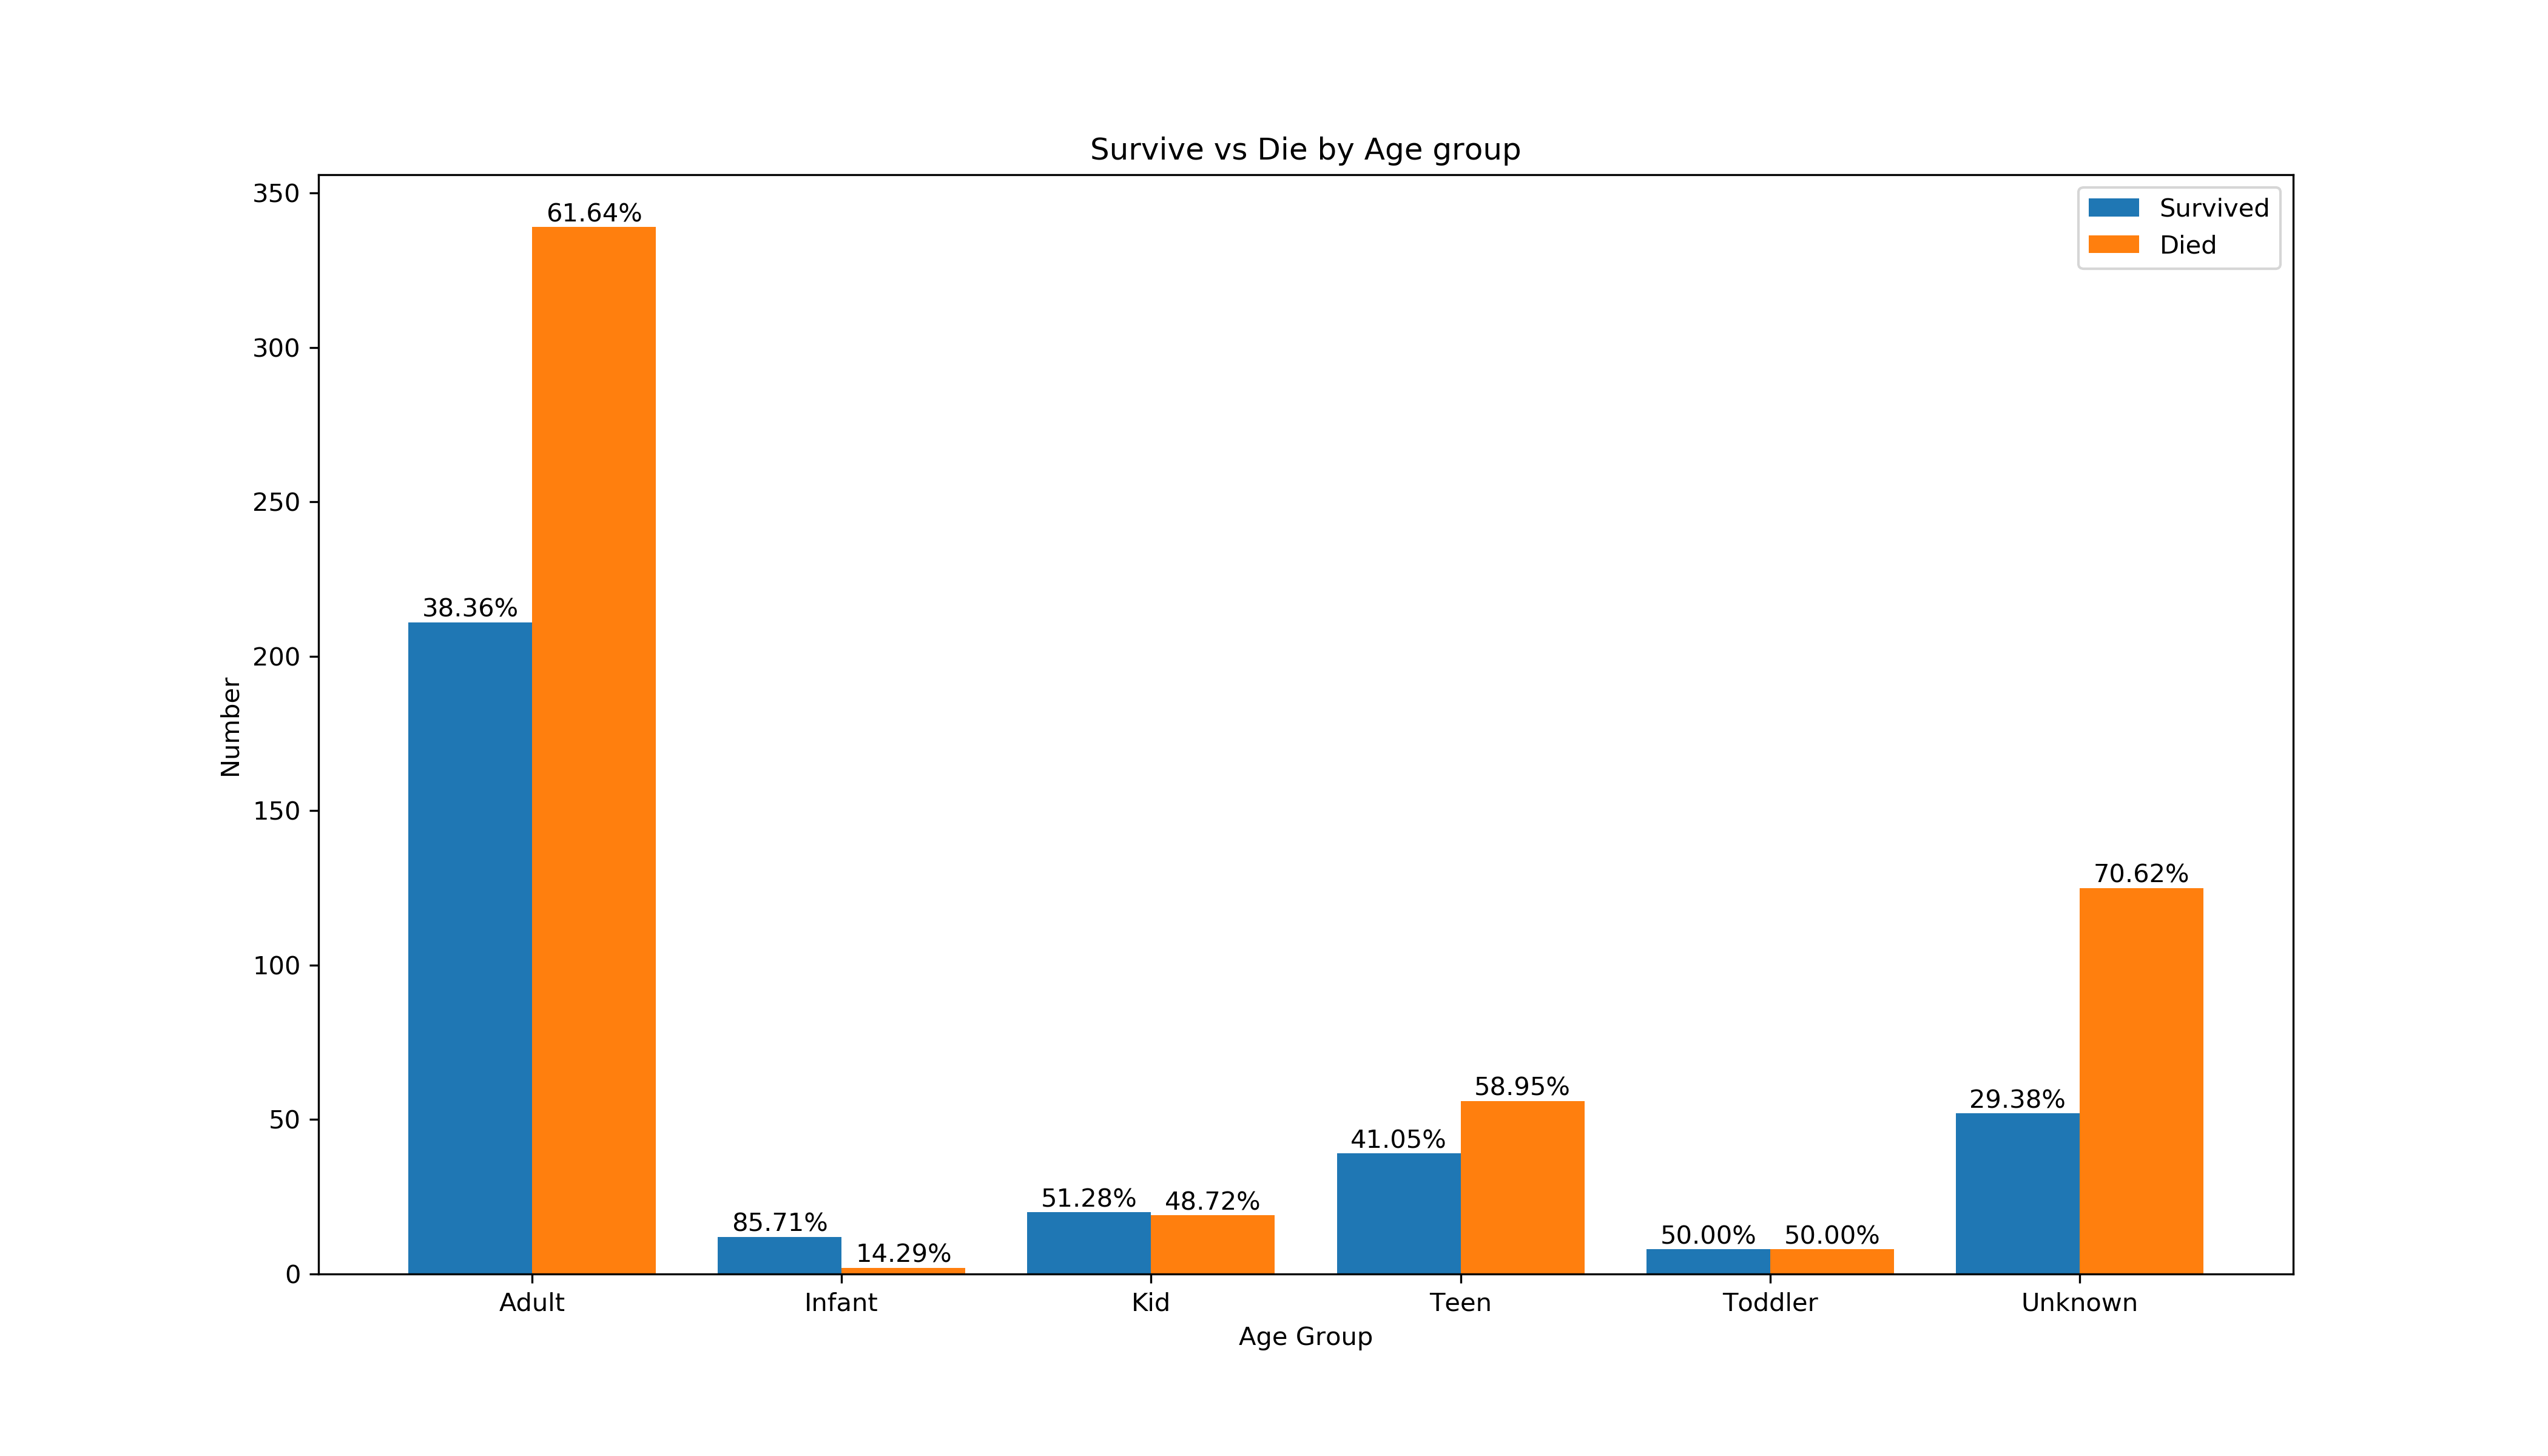 Survive vs Die by Age group
Survived
Died
350
300
250
200
150
100
50
0
Number
61.64%
38.36%
85.71%
14.29%
51.28%
48.72%
41.05%
58.95%
50.00%
50.00%
29.38%
70.62%
Adult
Infant
Kid
Teen
Toddler
Unknown
Age Group